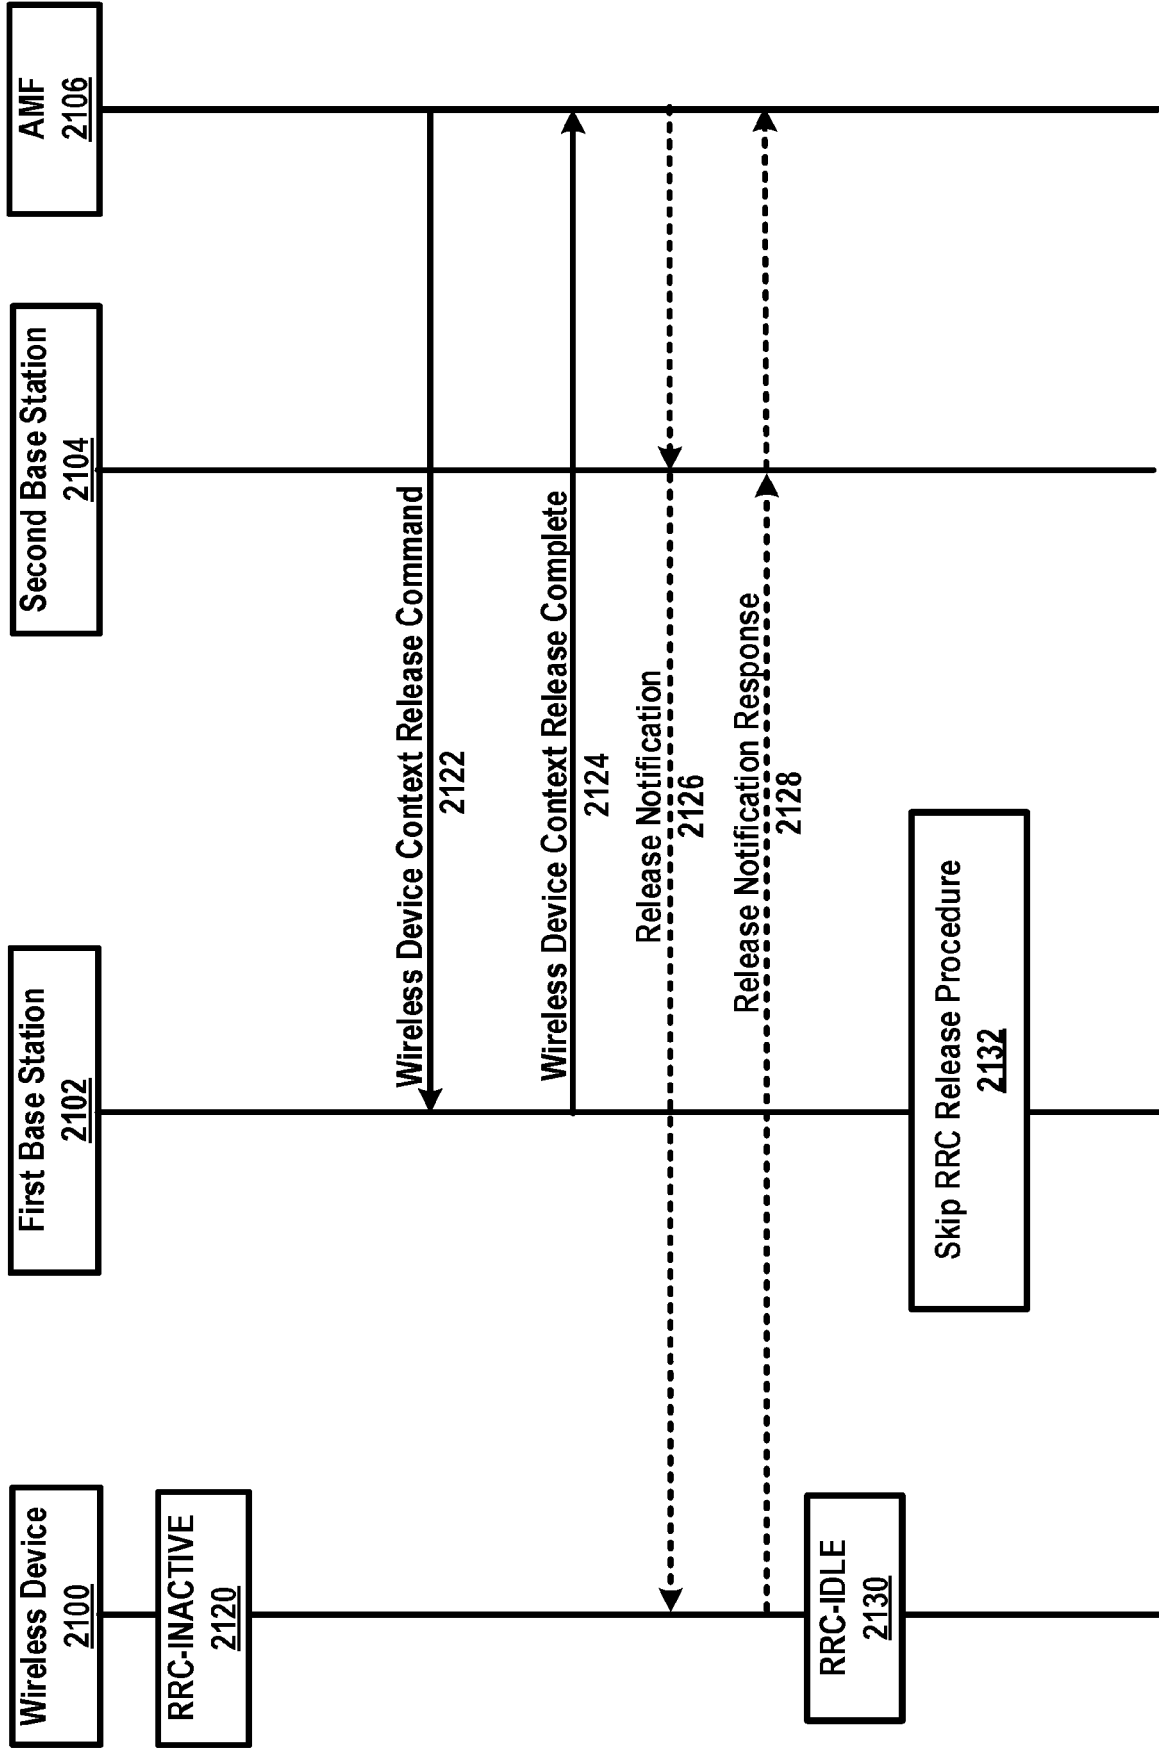 Wireless Device
2100
First Base Station
2102
Second Base Station
2104
AMF
2106
RRC-INACTIVE
2120
Wireless Device Context Release Command
2122
Wireless Device Context Release Complete
2124
Release Notification
2126
Release Notification Response
2128
RRC-IDLE
2130
Skip RRC Release Procedure
2132